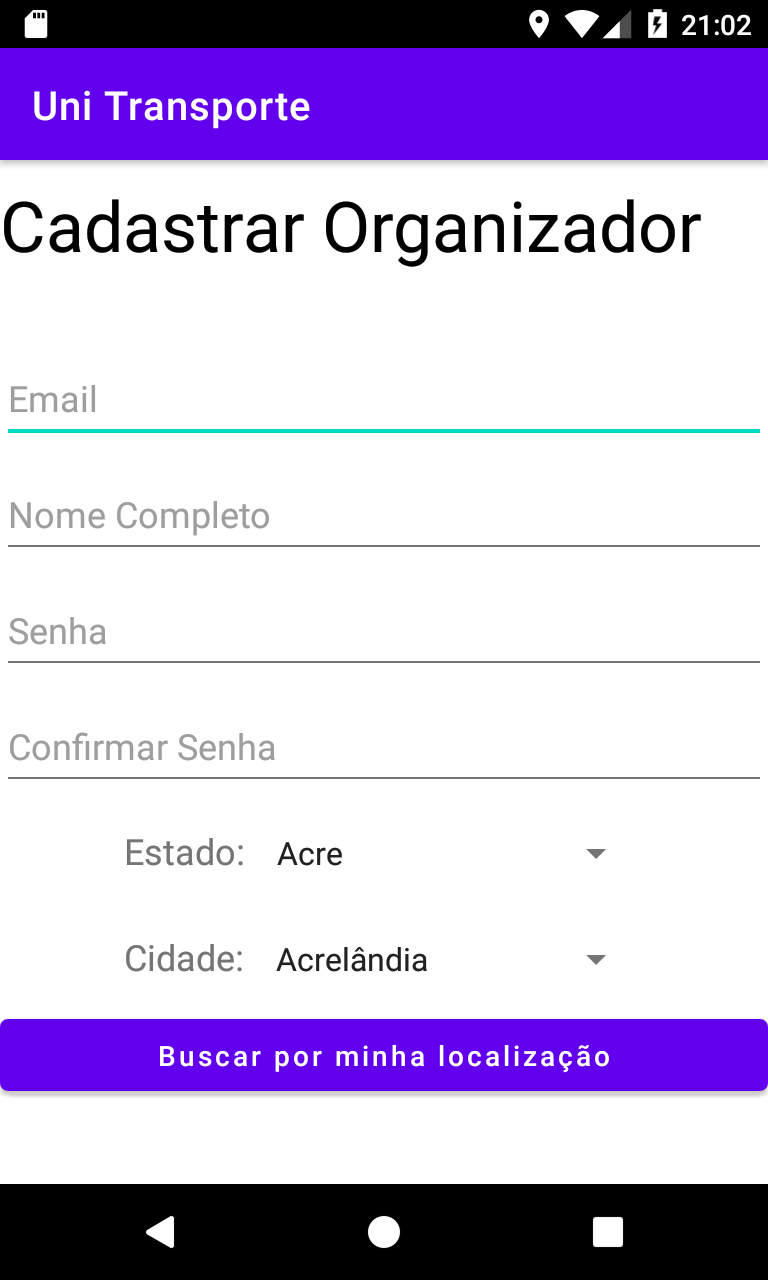 21:02
Uni Transporte
Cadastrar Organizador
Email
Nome Completo
Senha
Confirmar Senha
Estado: Acre
Cidade: Acrelândia
Buscar por minha localização